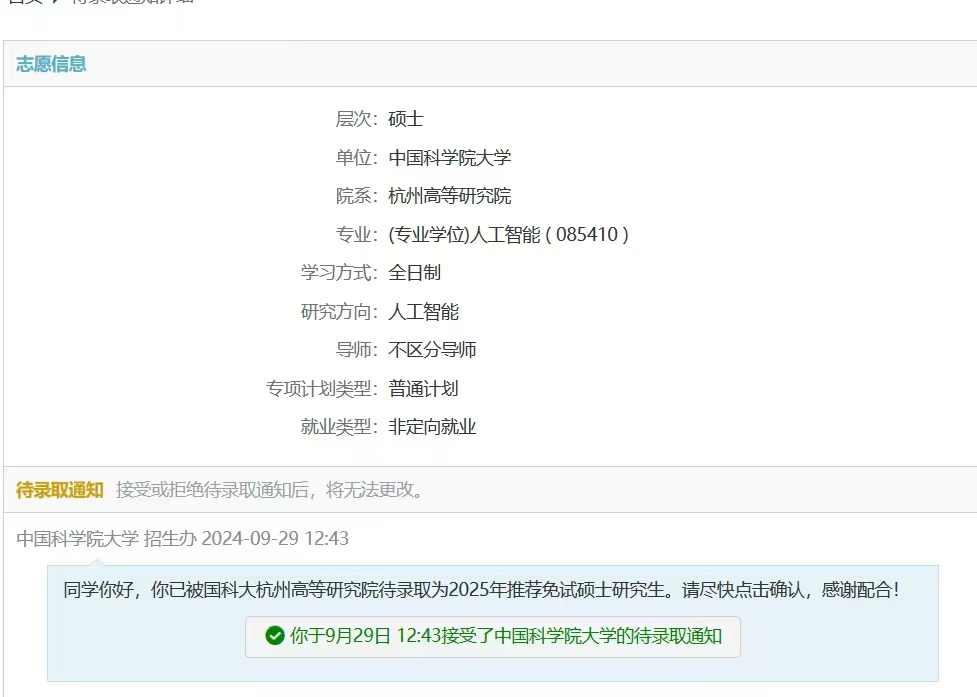 志愿信息
层次：硕士
单位：中国科学院大学
院系：杭州高等研究院
专业：(专业学位)人工智能 ( 085410 )
学习方式：全日制
研究方向：人工智能
导师：不区分导师
专项计划类型：普通计划
就业类型：非定向就业
待录取通知 接受或拒绝待录取通知后，将无法更改。
中国科学院大学 招生办 2024-09-29 12:43
同学你好，你已被国科大杭州高等研究院待录取为2025年推荐免试硕士研究生。请尽快点击确认，感谢配合！
你于9月29日 12:43接受了中国科学院大学的待录取通知